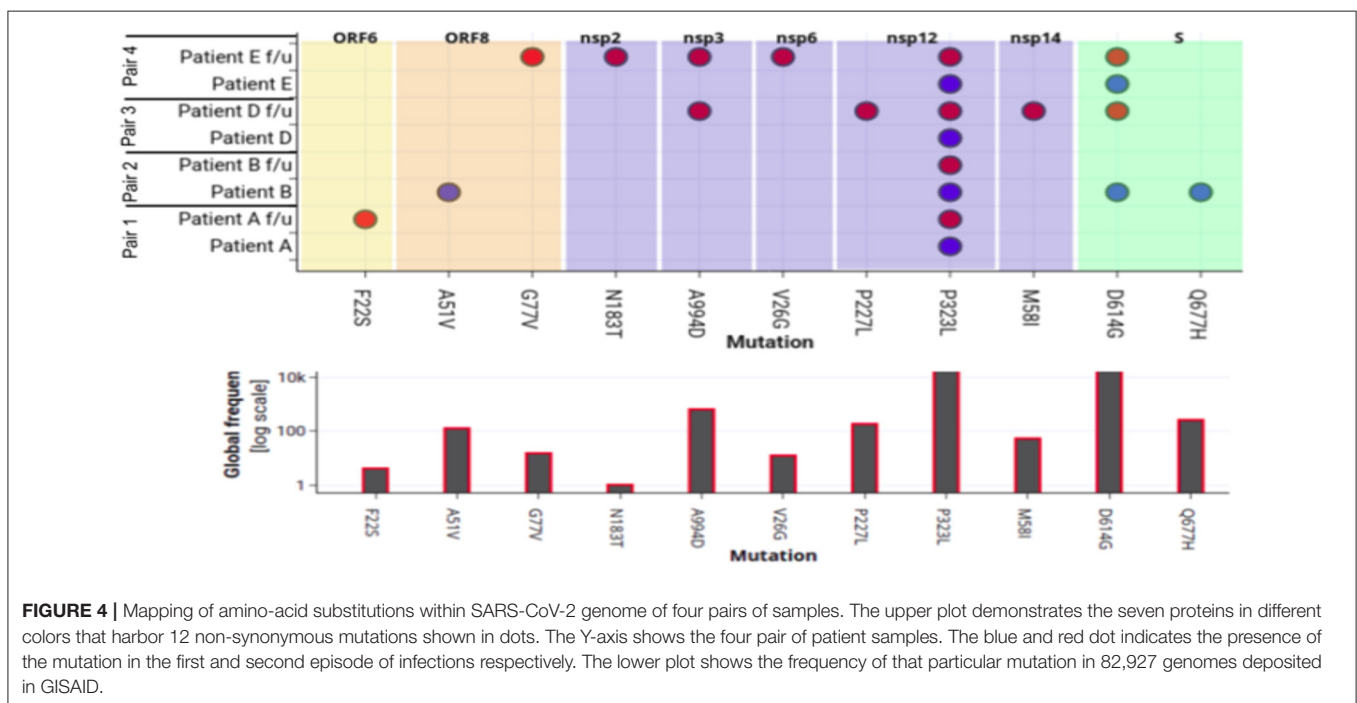 ORF6 ORF8 nsp2 nsp3 nsp6 nsp12 nsp14 S
Pair 4
Patient E f/u
Patient E
Pair 3
Patient D f/u
Patient D
Pair 2
Patient B f/u
Patient B
Pair 1
Patient A f/u
Patient A
F22S A51V G77V N183T A994D V26G P227L P323L M58I D614G Q677H
Mutation
Global frequen
[log scale]
10k
100
1
F22S A51V G77V N183T A994D V26G P227L P323L M58I D614G Q677H
Mutation
FIGURE 4 | Mapping of amino-acid substitutions within SARS-CoV-2 genome of four pairs of samples. The upper plot demonstrates the seven proteins in different
colors that harbor 12 non-synonymous mutations shown in dots. The Y-axis shows the four pair of patient samples. The blue and red dot indicates the presence of
the mutation in the first and second episode of infections respectively. The lower plot shows the frequency of that particular mutation in 82,927 genomes deposited
in GISAID.